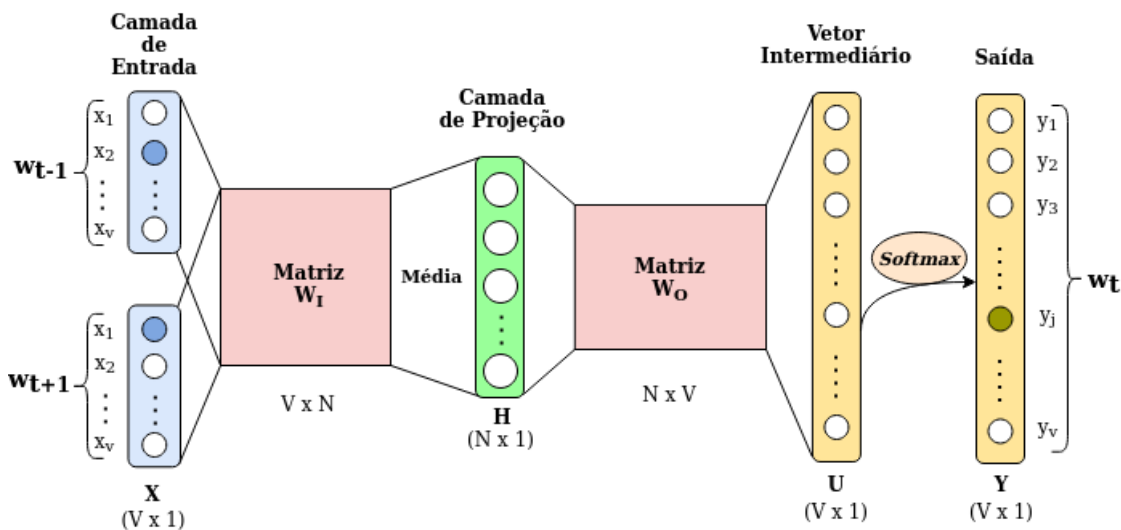 Camada
de
Entrada
x1
x2
xv
wt-1
x1
x2
xv
wt+1
X
(V x 1)
Matriz
WI
V x N
Média
Camada
de Projeção
H
(N x 1)
Matriz
WO
N x V
Vetor
Intermediário
U
(V x 1)
Softmax
Saída
y1
y2
y3
yj
yv
wt
Y
(V x 1)